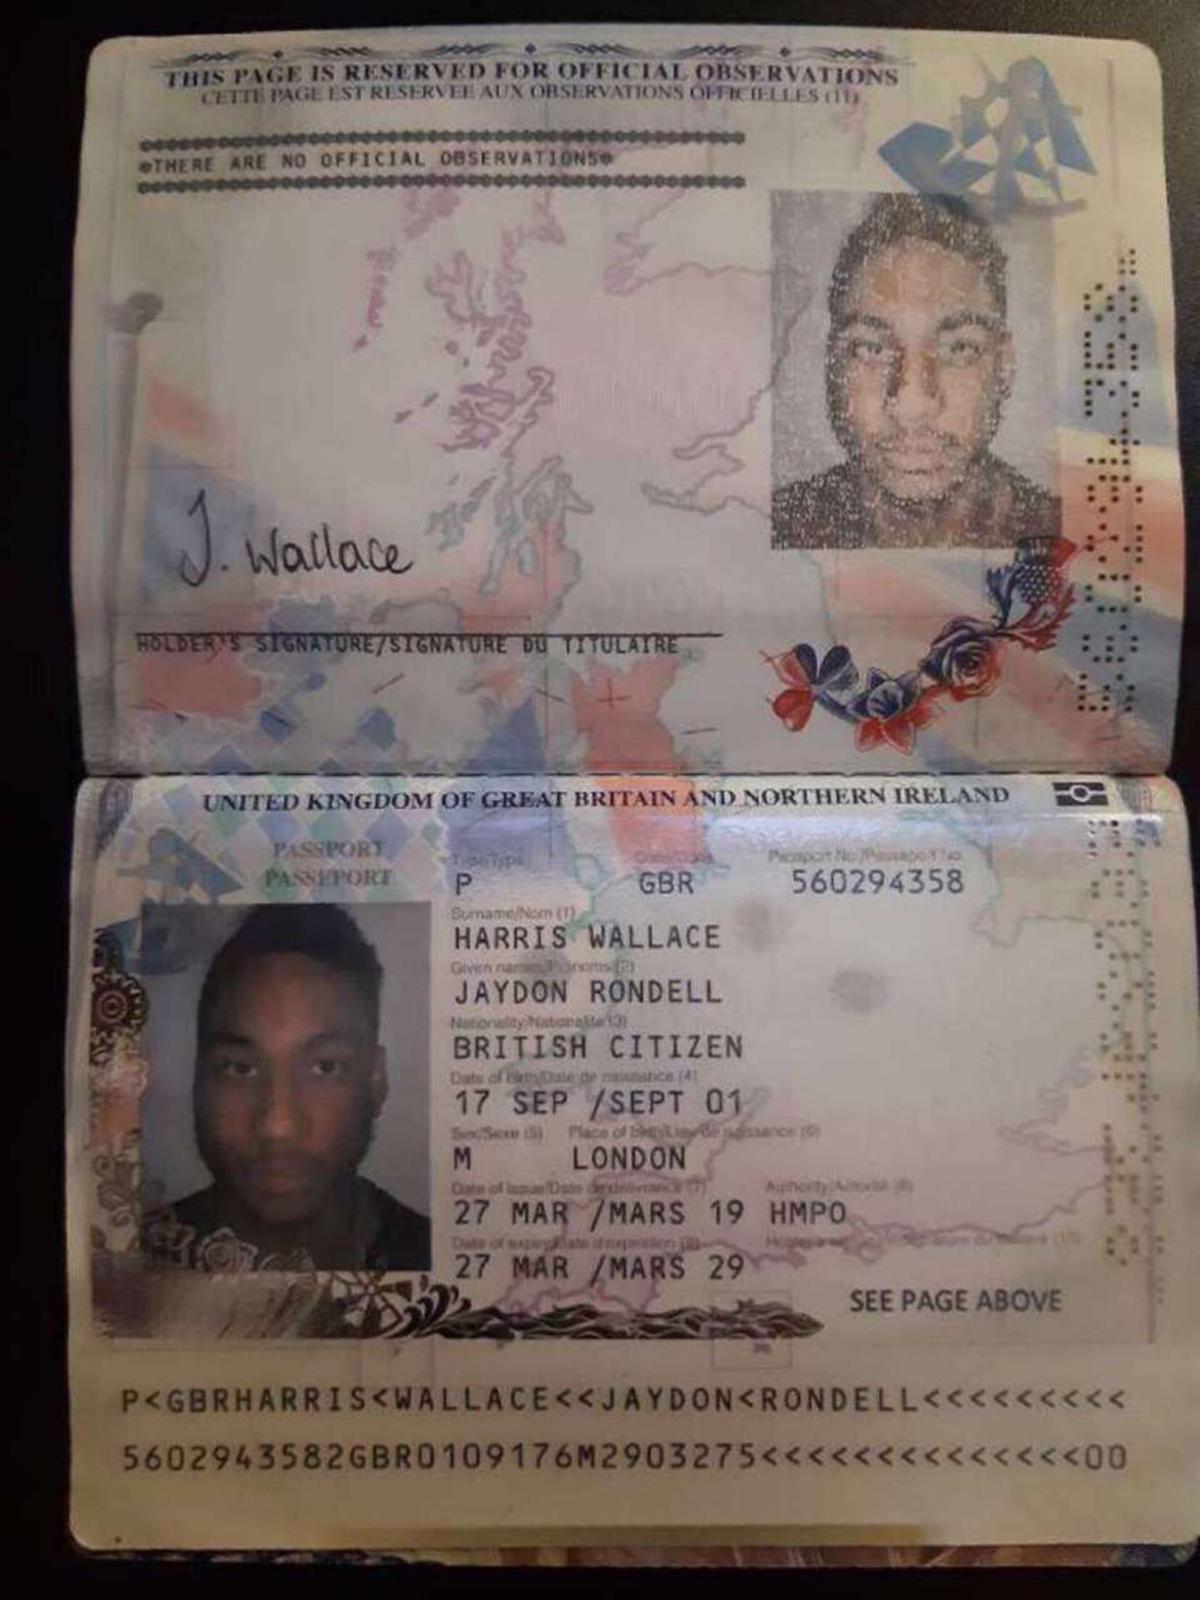 THIS PAGE IS RESERVED FOR OFFICIAL OBSERVATIONS
CETTE PAGE EST RESERVEE AUX OBSERVATIONS OFFICIELLES (11)
THERE ARE NO OFFICIAL OBSERVATIONS
J. Wallace
HOLDER'S SIGNATURE/SIGNATURE DU TITULAIRE
UNITED KINGDOM OF GREAT BRITAIN AND NORTHERN IRELAND
PASSPORT
PASSEPORT
Type/Type Code/Code Passport No./Passeport No.
P GBR 560294358
Surname/Nom (1)
HARRIS WALLACE
Given names/Prénoms (2)
JAYDON RONDELL
Nationality/Nationalité (3)
BRITISH CITIZEN
Date of birth/Date de naissance (4)
17 SEP /SEPT 01
Sex/Sexe (5) Place of birth/Lieu de naissance (6)
M LONDON
Date of issue/Date de délivrance (7) Authority/Autorité (8)
27 MAR /MARS 19 HMPO
Date of expiry/Date d'expiration (9)
27 MAR /MARS 29
SEE PAGE ABOVE
P<GBRHARRIS<WALLACE<<JAYDON<RONDELL<<<<<<<<<
5602943582GBR0109176M2903275<<<<<<<<<<<<<<00